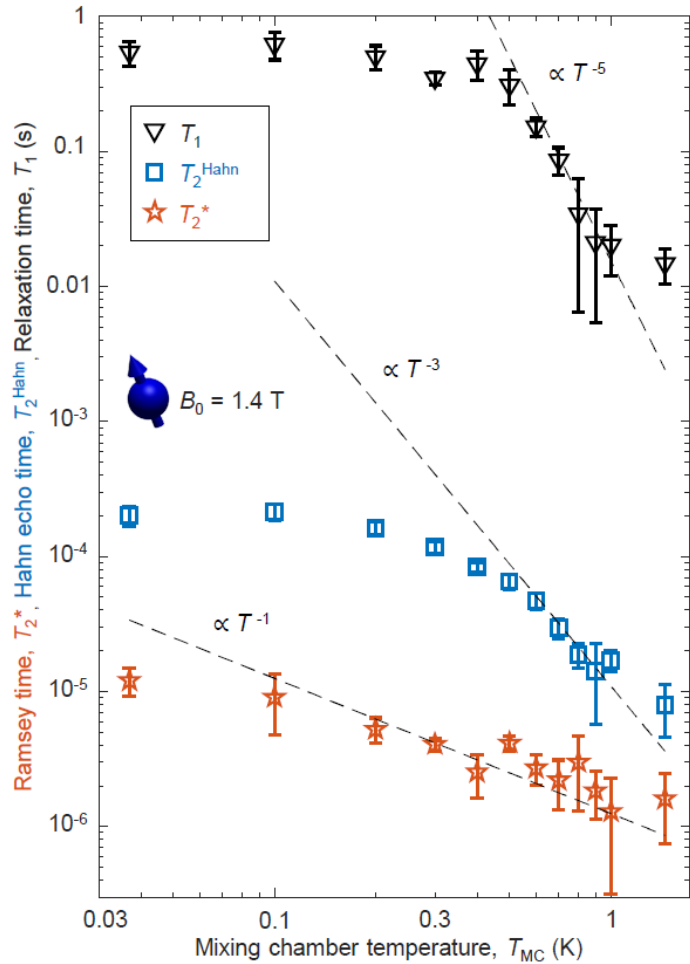 1
0.1
0.01
10⁻³
10⁻⁴
10⁻⁵
10⁻⁶
Ramsey time, T₂*, Hahn echo time, T₂ᴴᵃʰⁿ, Relaxation time, T₁ (s)
T₁
T₂ᴴᵃʰⁿ
T₂*
∝ T⁻⁵
∝ T⁻³
B₀ = 1.4 T
∝ T⁻¹
0.03 0.1 0.3 1
Mixing chamber temperature, T_MC (K)